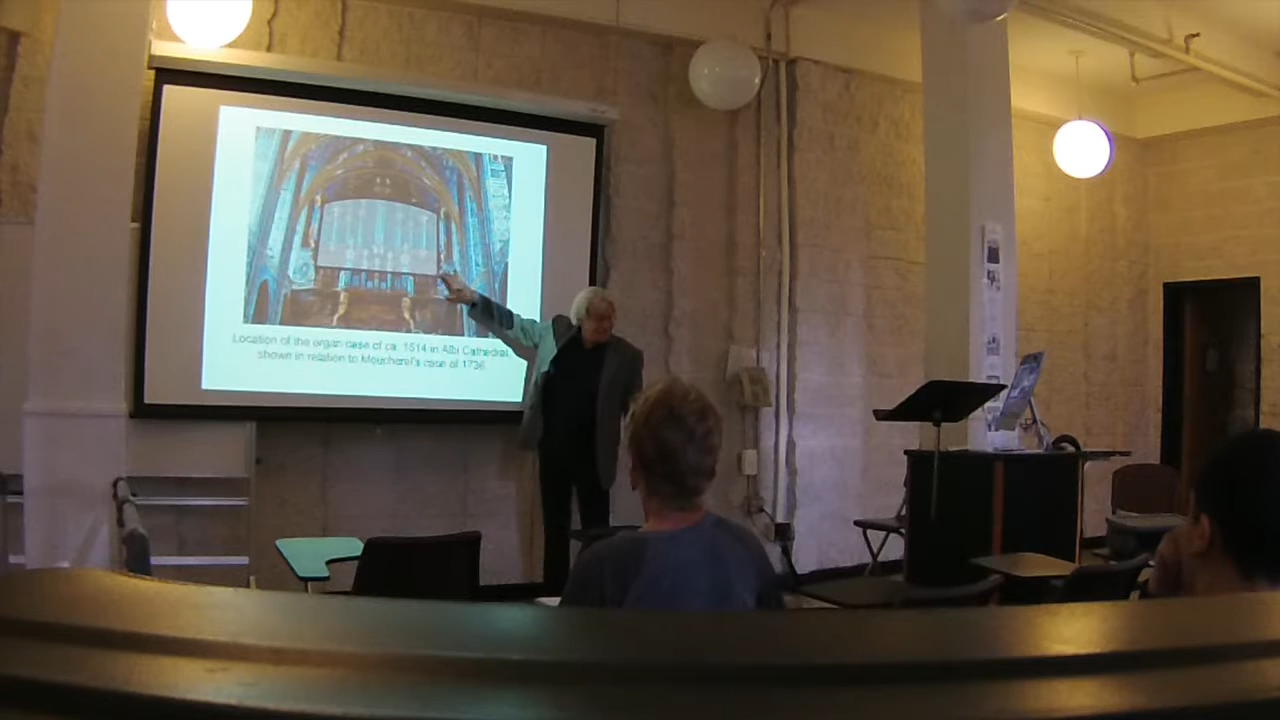 Location of the organ case of ca. 1514 in Albi Cathedral
shown in relation to Moucherel's case of 1736.